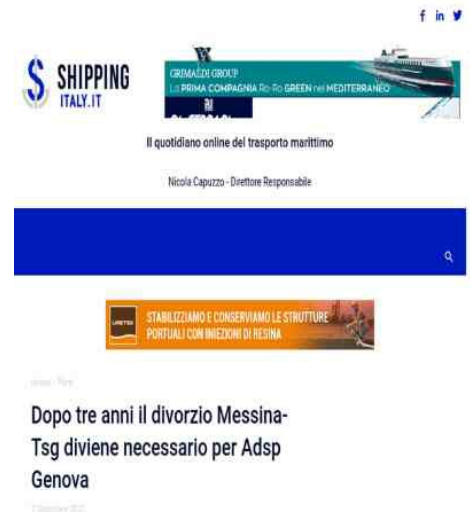 f in
SHIPPING
ITALY.IT
GRIMALDI GROUP
La PRIMA COMPAGNIA Ro-Ro GREEN nel MEDITERRANEO
Il quotidiano online del trasporto marittimo
Nicola Capuzzo - Direttore Responsabile
URETEK
STABILIZZIAMO E CONSERVIAMO LE STRUTTURE
PORTUALI CON INIEZIONI DI RESINA
Dopo tre anni il divorzio Messina-
Tsg diviene necessario per Adsp
Genova